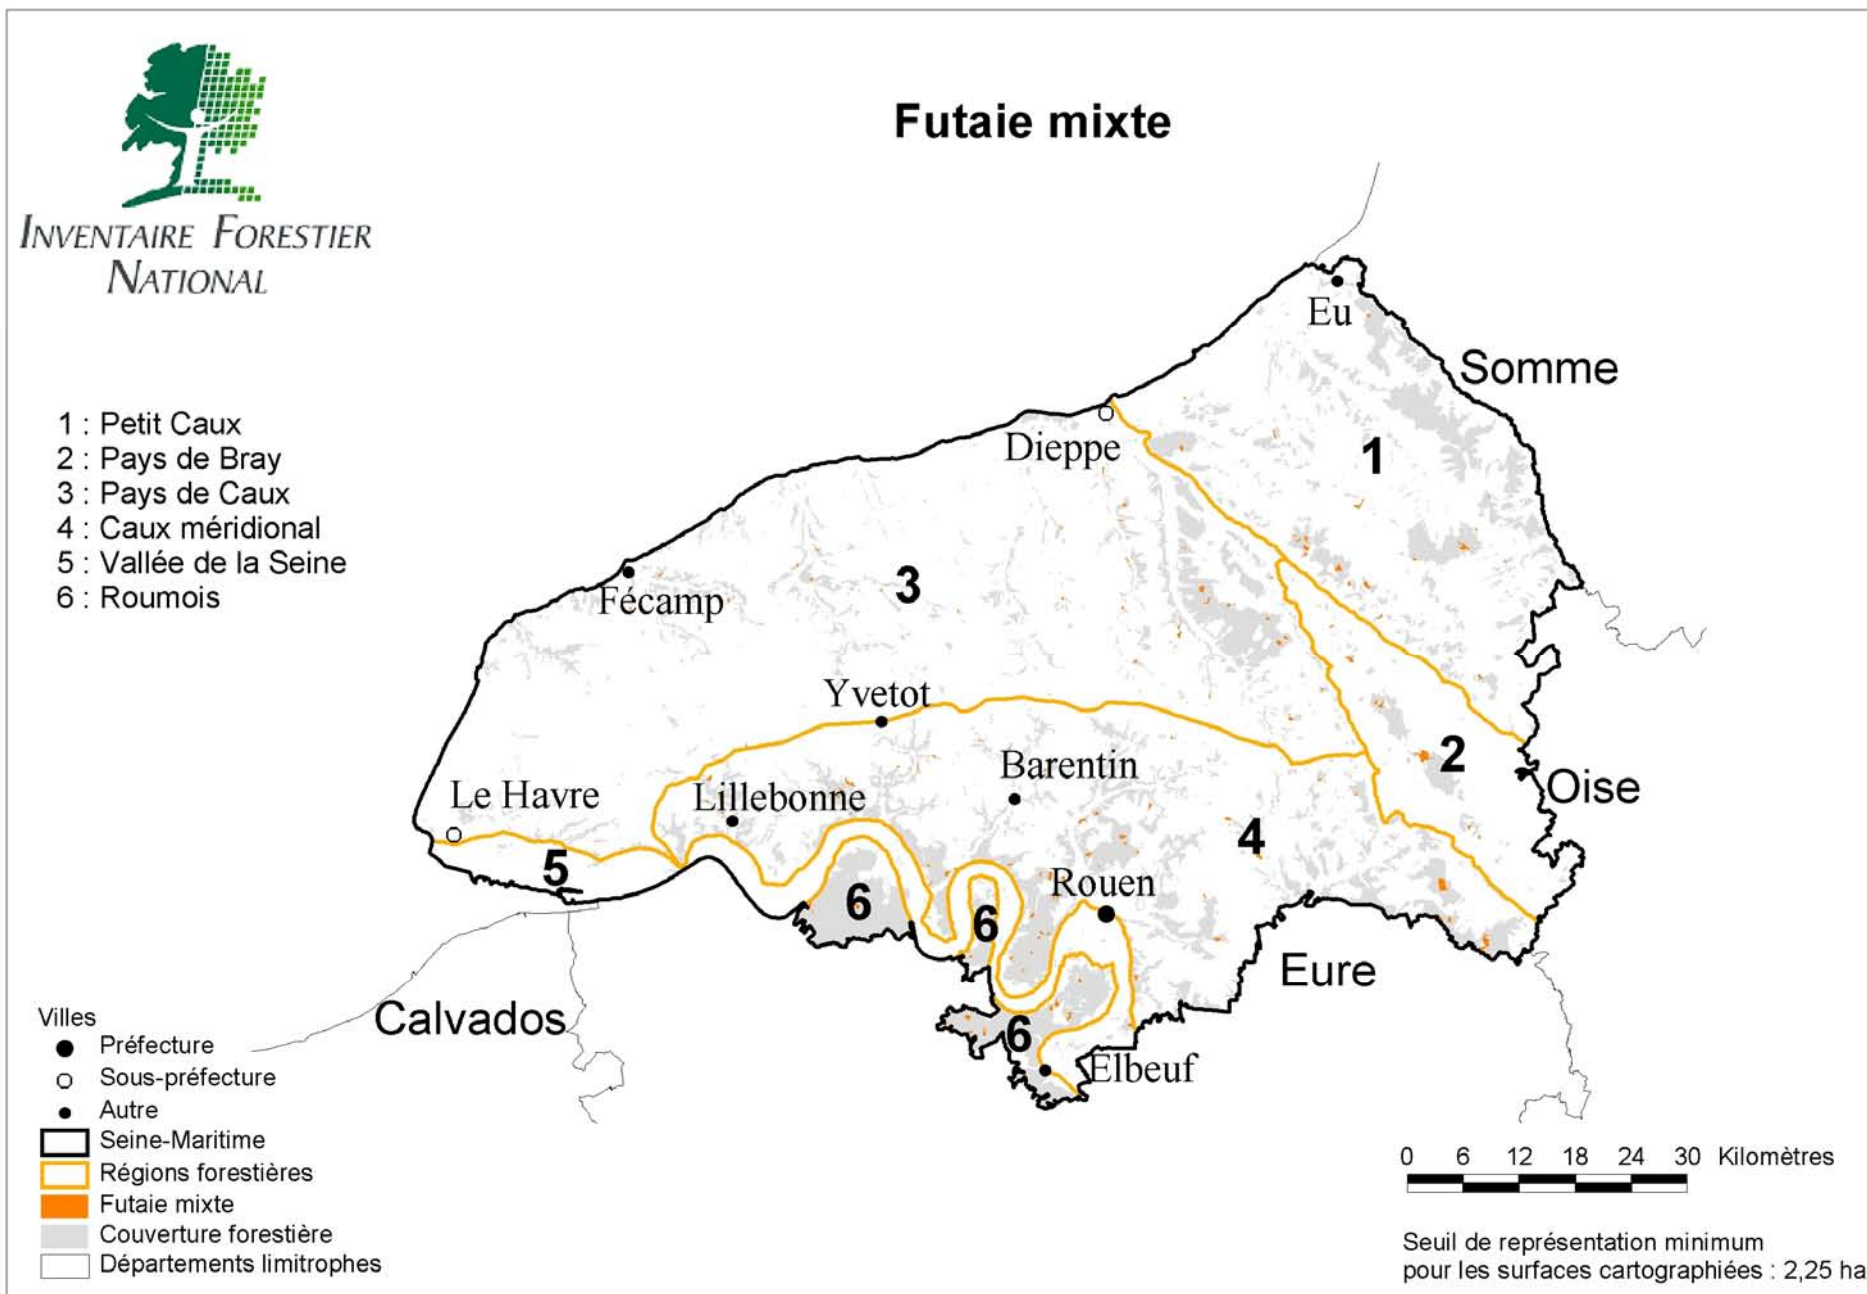 Futaie mixte
INVENTAIRE FORESTIER
NATIONAL
1 : Petit Caux
2 : Pays de Bray
3 : Pays de Caux
4 : Caux méridional
5 : Vallée de la Seine
6 : Roumois
Eu
Somme
Dieppe
1
Fécamp
3
Yvetot
2
Barentin
Oise
Le Havre
Lillebonne
4
5
Rouen
6
6
Eure
Calvados
6
Elbeuf
Villes
Préfecture
Sous-préfecture
Autre
Seine-Maritime
Régions forestières
Futaie mixte
Couverture forestière
Départements limitrophes
0 6 12 18 24 30 Kilomètres
Seuil de représentation minimum
pour les surfaces cartographiées : 2,25 ha